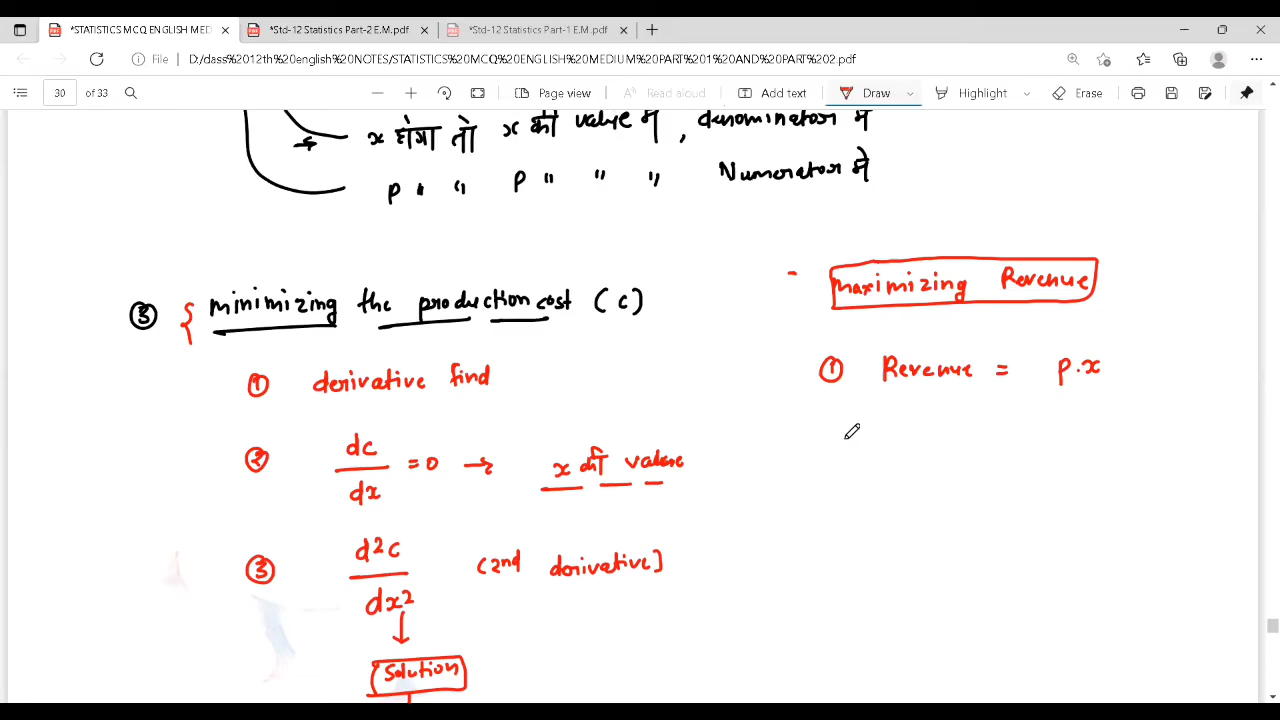 *STATISTICS MCQ ENGLISH MED
*Std-12 Statistics Part-2 E.M.pdf
*Std-12 Statistics Part-1 E.M.pdf
File
D:/dass%2012th%20english%20NOTES/STATISTICS%20MCQ%20ENGLISH%20MEDIUM%20PART%201%20AND%20PART%202.pdf
30 of 33
Page view
Read aloud
Add text
Draw
Highlight
Erase
x होगा तो x की value में, denominator में
p " " p " " " Numerator में
③ { minimizing the production cost (c)
① derivative find
② dc/dx = 0 → x की value
③ d2c/dx2 (2nd derivative]
Solution
- maximizing Revenue
① Revenue = p.x